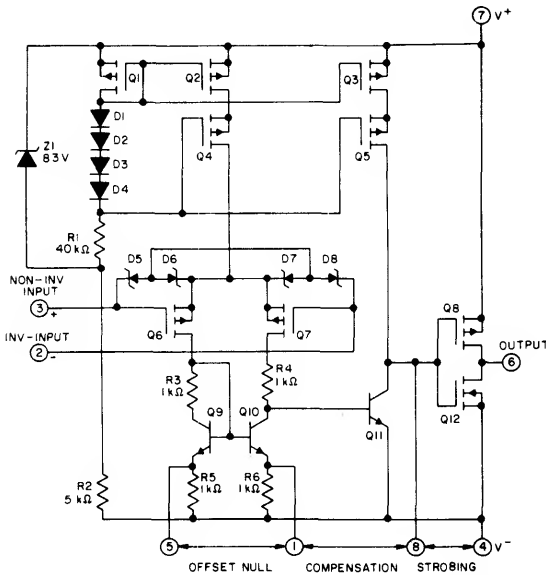 7 V+
Q1 Q2 Q3
D1
D2
D3
D4
Z1
8.3V
Q4 Q5
R1
40kΩ
D5 D6 D7 D8
NON-INV
INPUT
3 +
Q6 Q7
INV-INPUT
2 -
Q8
OUTPUT
6
R3
1kΩ
R4
1kΩ
Q9 Q10
Q11
Q12
R2
5kΩ
R5
1kΩ
R6
1kΩ
5 1 8 4 V-
OFFSET NULL COMPENSATION STROBING